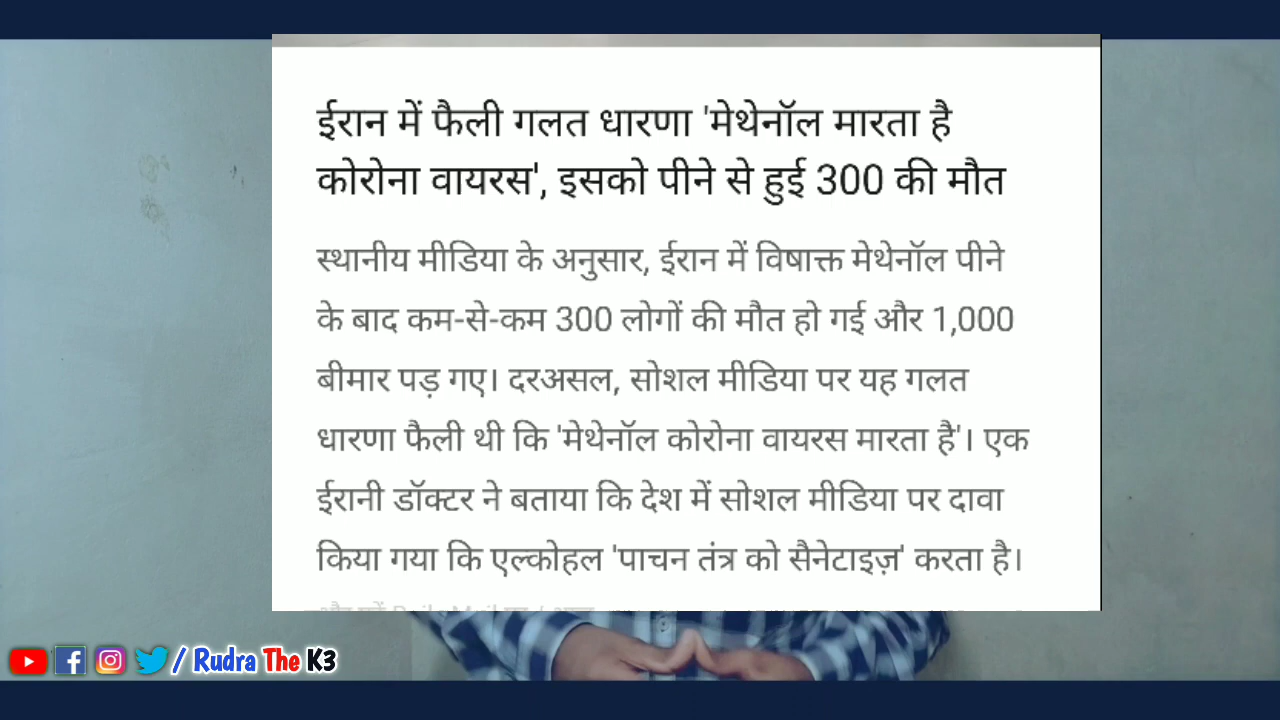 ईरान में फैली गलत धारणा 'मेथेनॉल मारता है
कोरोना वायरस', इसको पीने से हुई 300 की मौत
स्थानीय मीडिया के अनुसार, ईरान में विषाक्त मेथेनॉल पीने
के बाद कम-से-कम 300 लोगों की मौत हो गई और 1,000
बीमार पड़ गए। दरअसल, सोशल मीडिया पर यह गलत
धारणा फैली थी कि 'मेथेनॉल कोरोना वायरस मारता है'। एक
ईरानी डॉक्टर ने बताया कि देश में सोशल मीडिया पर दावा
किया गया कि एल्कोहल 'पाचन तंत्र को सैनेटाइज़' करता है।
/ Rudra The K3